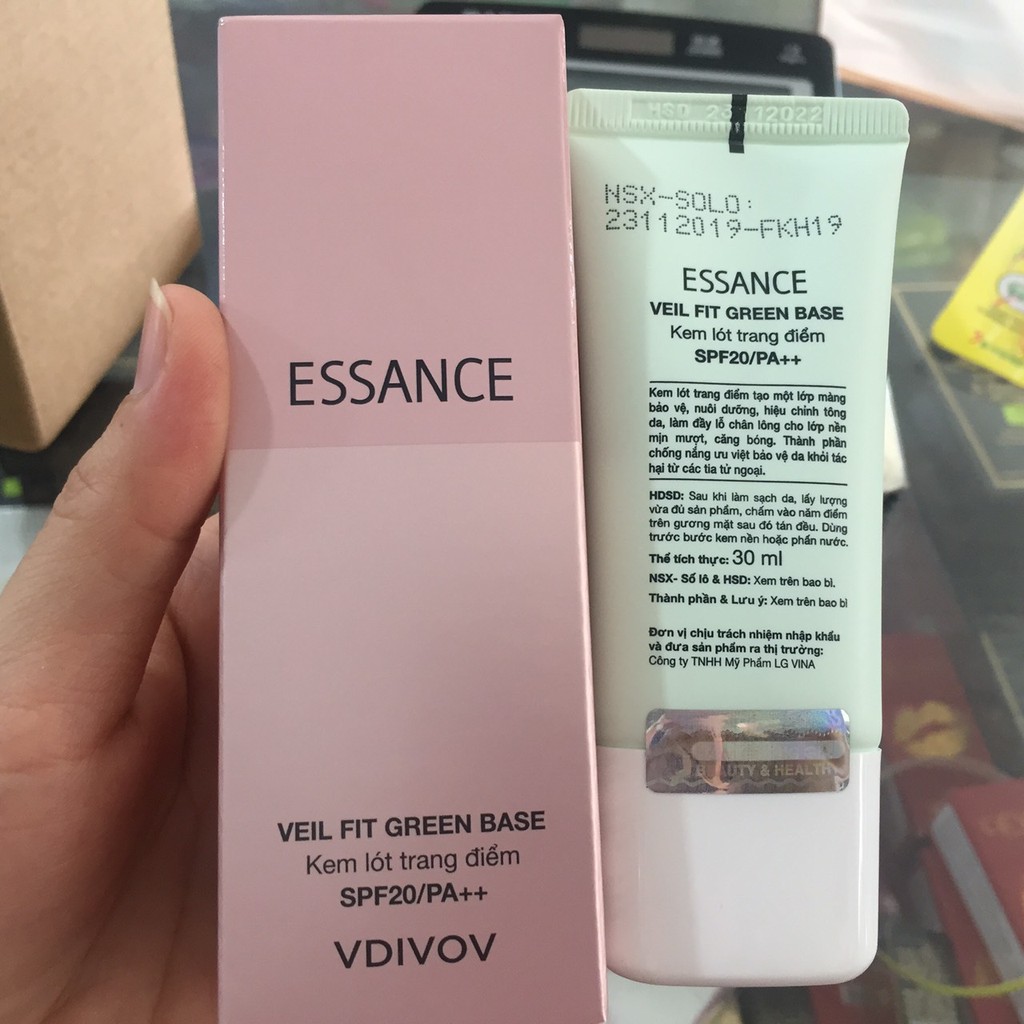 ESSANCE
VEIL FIT GREEN BASE
Kem lót trang điểm
SPF20/PA++
VDIVOV
HSD 23 12022
NSX-SOLO:
23112019-FKH19
ESSANCE
VEIL FIT GREEN BASE
Kem lót trang điểm
SPF20/PA++
Kem lót trang điểm tạo một lớp màng
bảo vệ, nuôi dưỡng, hiệu chỉnh tông
da, làm đầy lỗ chân lông cho lớp nền
mịn mượt, căng bóng. Thành phần
chống nắng ưu việt bảo vệ da khỏi tác
hại từ các tia tử ngoại.
HDSD: Sau khi làm sạch da, lấy lượng
vừa đủ sản phẩm, chấm vào năm điểm
trên gương mặt sau đó tán đều. Dùng
trước bước kem nền hoặc phấn nước.
Thể tích thực: 30 ml
NSX- Số lô & HSD: Xem trên bao bì.
Thành phần & Lưu ý: Xem trên bao bì
Đơn vị chịu trách nhiệm nhập khẩu
và đưa sản phẩm ra thị trường:
Công ty TNHH Mỹ Phẩm LG VINA
BEAUTY & HEALTH